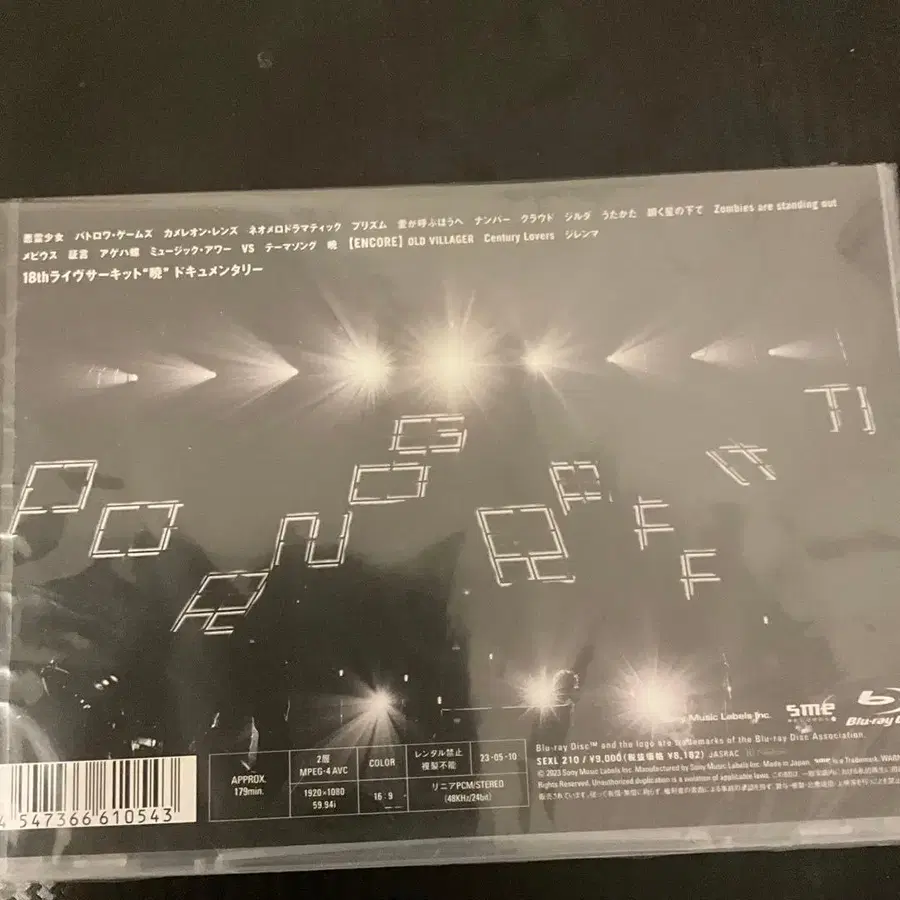 悪霊少女 バトロワ・ゲームズ カメレオン・レンズ ネオメロドラマティック プリズム 愛が呼ぶほうへ ナンバー クラウド ジルダ うたかた 瞬く星の下で Zombies are standing out
メビウス 証言 アゲハ蝶 ミュージック・アワー VS テーマソング 暁 【ENCORE】 OLD VILLAGER Century Lovers ジレンマ
18thライヴサーキット“暁” ドキュメンタリー
PORNOGRAFFITTI
Music Labels Inc.
sme
RECORDS
Blu-ray
Blu-ray Disc™ and the logo are trademarks of the Blu-ray Disc Association.
SEXL 210 / ¥9,000 (税抜価格 ¥8,182) JASRAC
© 2023 Sony Music Labels Inc. Manufactured by Sony Music Labels Inc. Made in Japan. sme is a Trademark.
Rights Reserved. Unauthorized duplication is a violation of applicable laws.
APPROX.
179min.
2層
MPEG-4 AVC
COLOR
レンタル禁止
複製不能
23・05・10
1920×1080
59.94i
16:9
リニアPCM/STEREO
(48KHz/24bit)
4547366610543